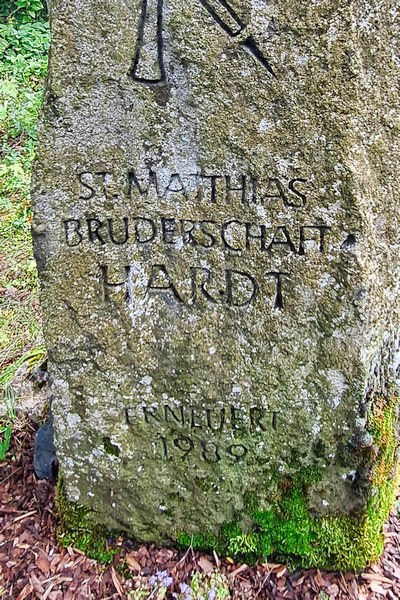 ST. MATTHIAS
BRUDERSCHAFT
HARDT
ERNEUERT
1989